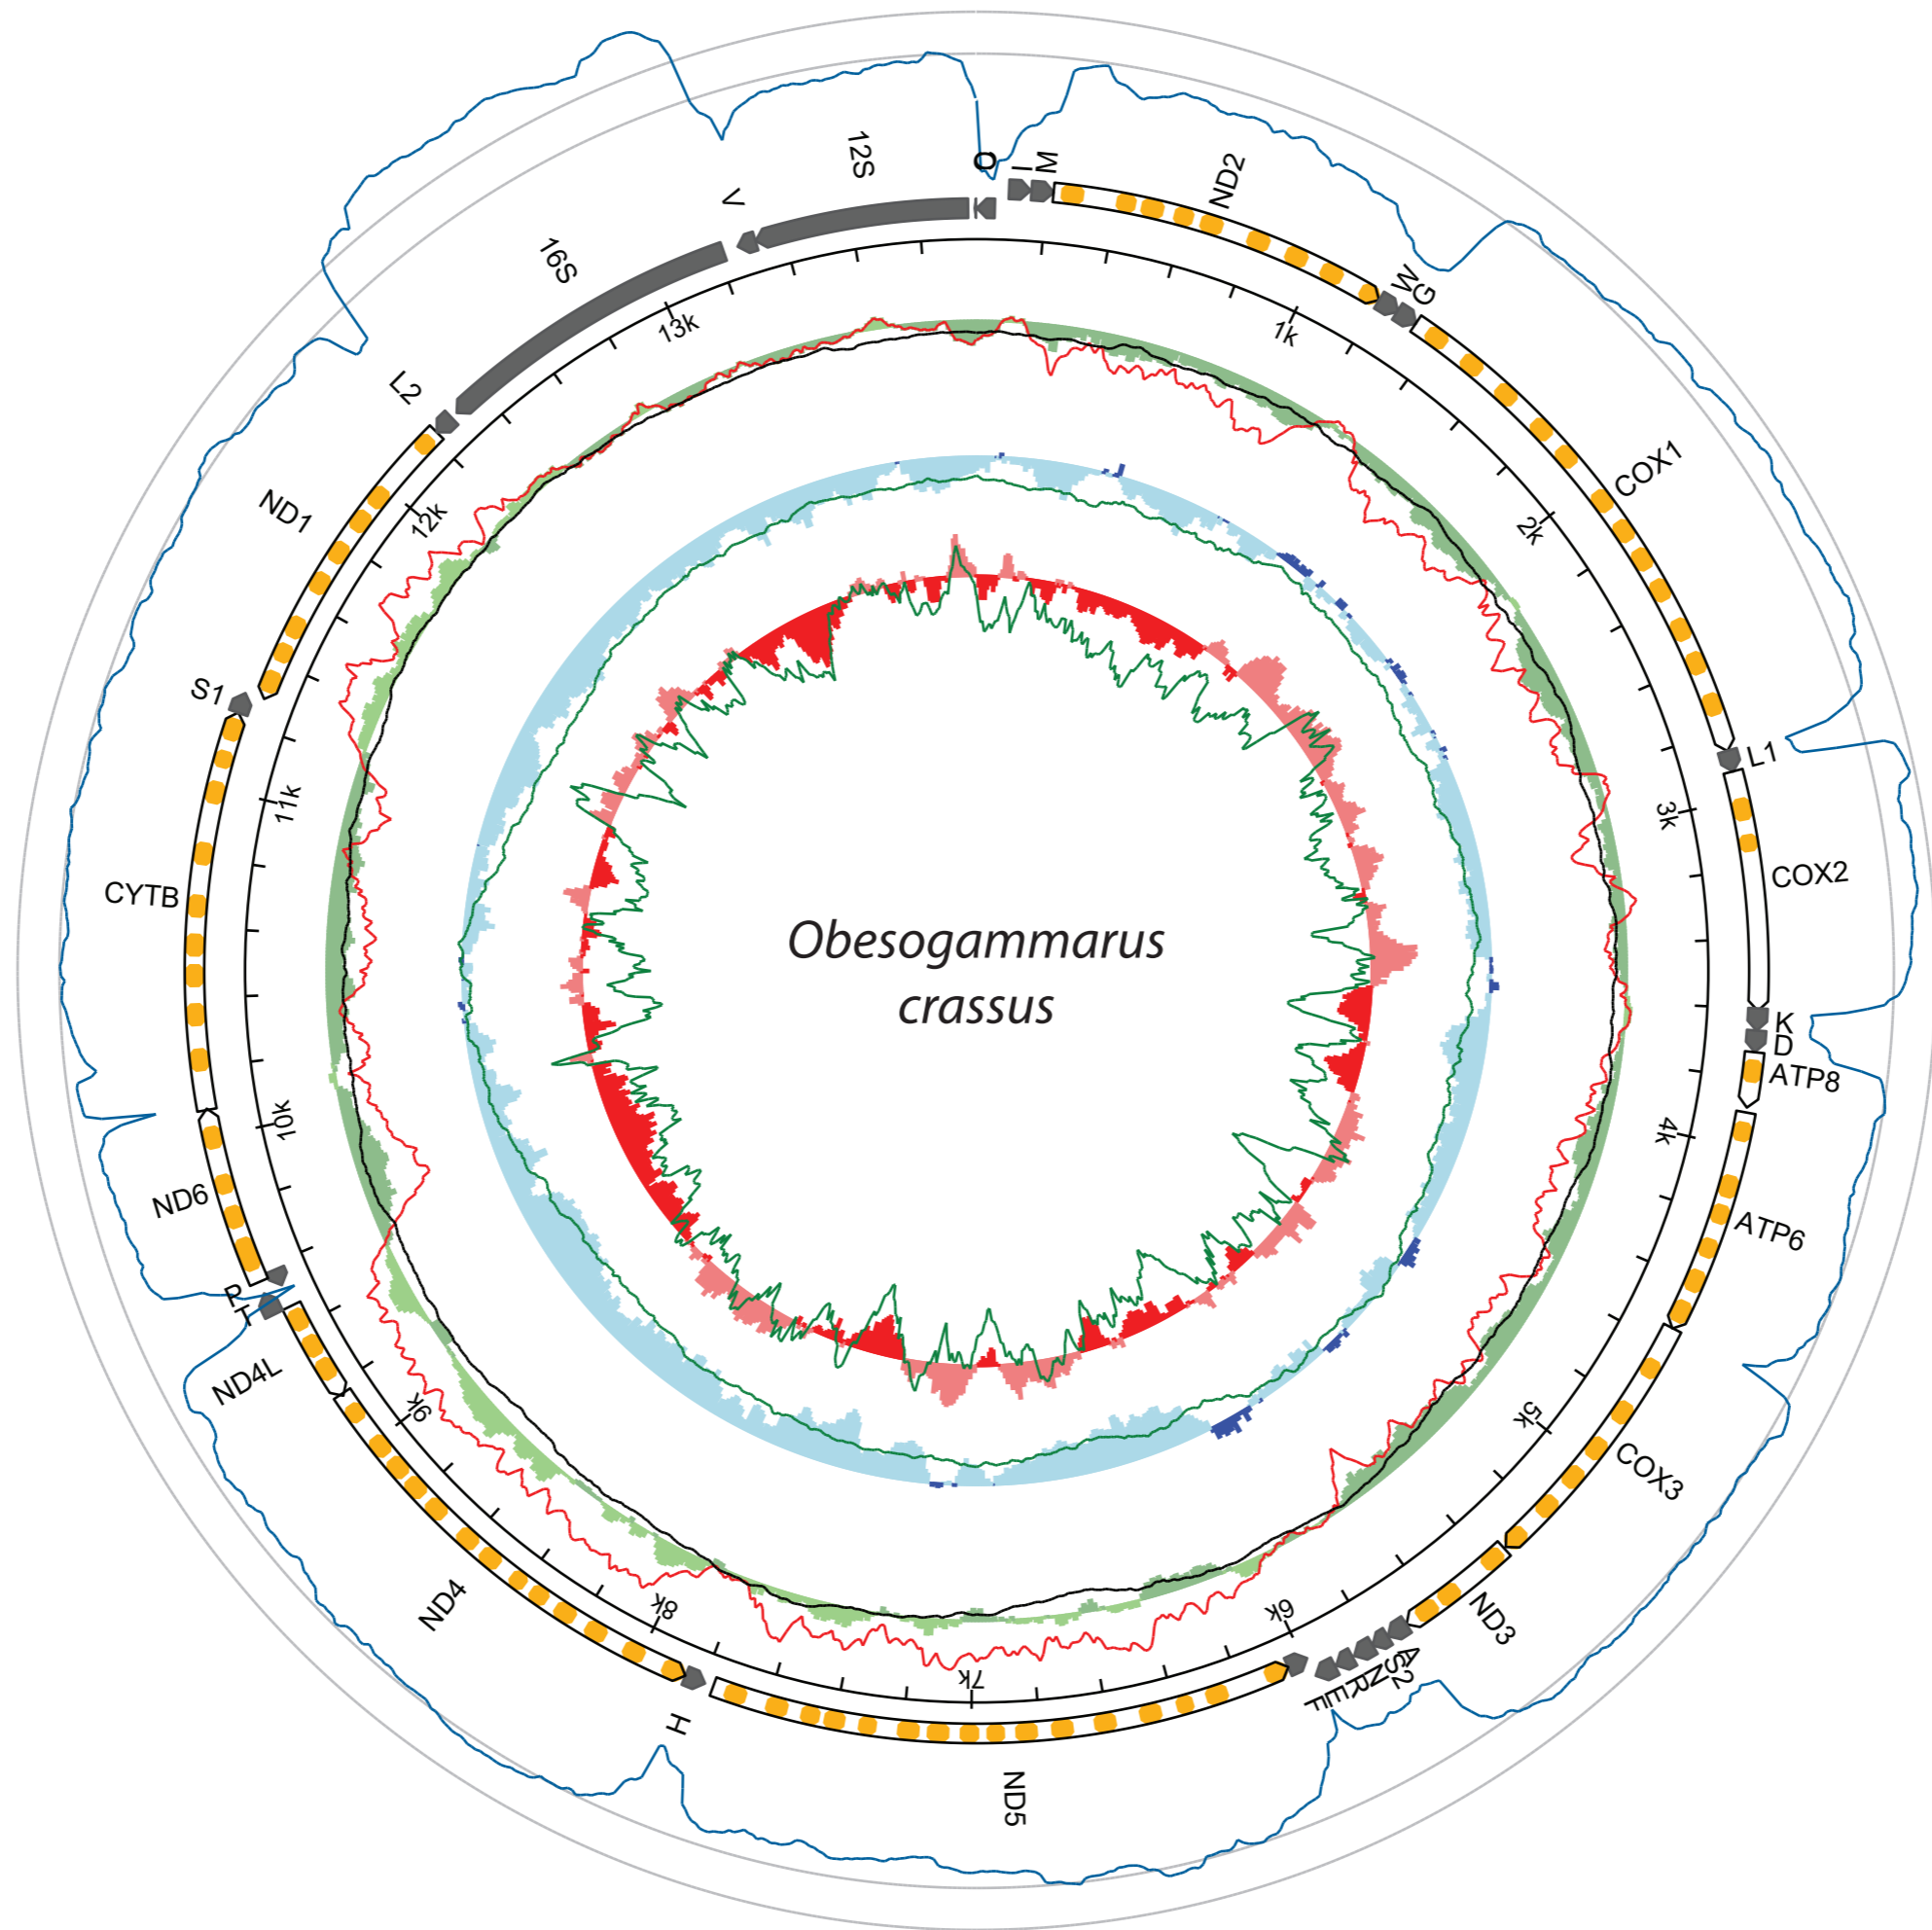 Obesogammarus
crassus
Q
I
M
ND2
W
G
COX1
L1
COX2
K
D
ATP8
ATP6
COX3
ND3
A
S2
N
R
E
F
ND5
H
ND4
ND4L
T
P
ND6
CYTB
S1
ND1
L2
16S
V
12S
1k
2k
3k
4k
5k
6k
7k
8k
9k
10k
11k
12k
13k